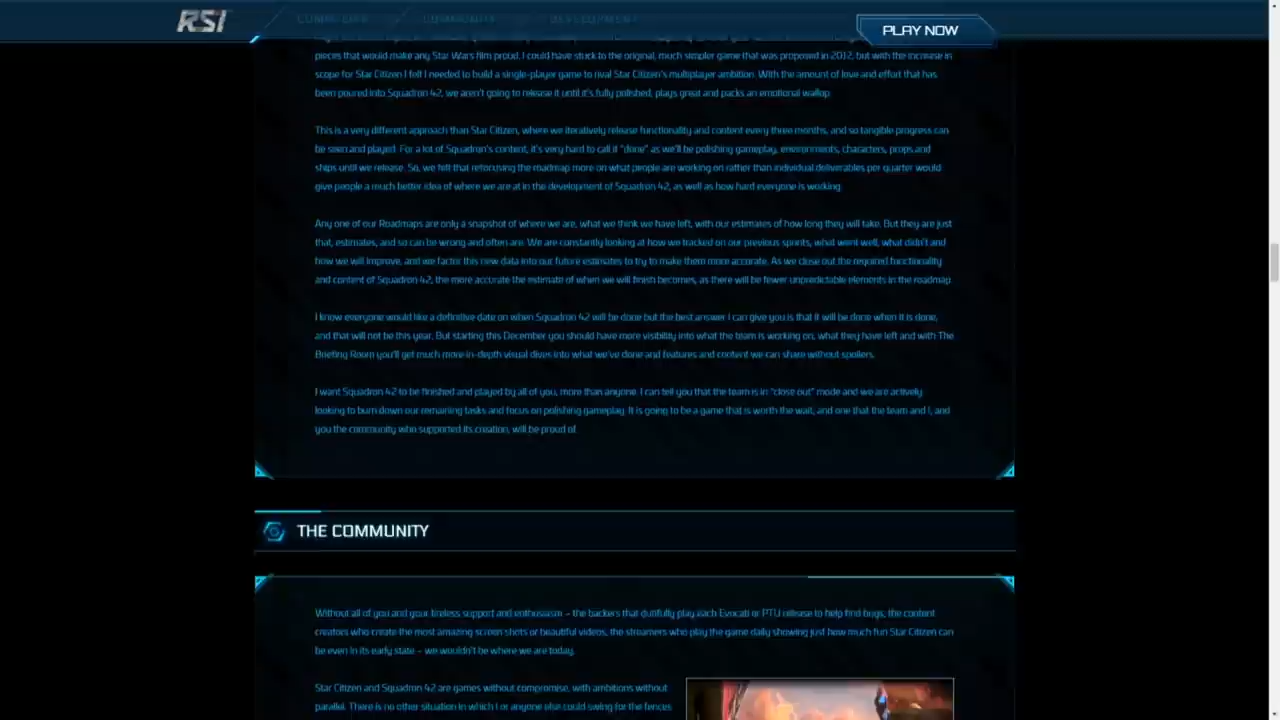 RSI
COMMUNITY
DEVELOPMENT
PLAY NOW
pieces that would make any Star Wars film proud. I could have stuck to the original, much simpler game that was proposed in 2012, but with the increase in
scope for Star Citizen I felt I needed to build a single-player game to rival Star Citizen's multiplayer ambition. With the amount of love and effort that has
been poured into Squadron 42, we aren't going to release it until it's fully polished, plays great and packs an emotional wallop.
This is a very different approach than Star Citizen, where we iteratively release functionality and content every three months, and so tangible progress can
be seen and played. For a lot of Squadron's content, it's very hard to call it "done" as we'll be polishing gameplay, environments, characters, props and
ships until we release. So, we felt that refocusing the roadmap more on what people are working on rather than individual deliverables per quarter would
give people a much better idea of where we are at in the development of Squadron 42, as well as how hard everyone is working.
Any one of our Roadmaps are only a snapshot of where we are, what we think we have left, with our estimates of how long they will take. But they are just
that, estimates, and so can be wrong and often are. We are constantly looking at how we tracked on our previous sprints, what went well, what didn't and
how we will improve, and we factor this new data into our future estimates to try to make them more accurate. As we close out the required functionality
and content of Squadron 42, the more accurate the estimate of when we will finish becomes, as there will be fewer unpredictable elements in the roadmap.
I know everyone would like a definitive date on when Squadron 42 will be done but the best answer I can give you is that it will be done when it is done,
and that will not be this year. But starting this December you should have more visibility into what the team is working on, what they have left and with The
Briefing Room you'll get much more in-depth visual dives into what we've done and features and content we can share without spoilers.
I want Squadron 42 to be finished and played by all of you, more than anyone. I can tell you that the team is in "close out" mode and we are actively
looking to burn down our remaining tasks and focus on polishing gameplay. It is going to be a game that is worth the wait, and one that the team and I, and
you the community who supported its creation, will be proud of.
THE COMMUNITY
Without all of you and your tireless support and enthusiasm – the backers that dutifully play each Evocati or PTU release to help find bugs, the content
creators who create the most amazing screen shots or beautiful videos, the streamers who play the game daily showing just how much fun Star Citizen can
be even in its early state – we wouldn't be where we are today.
Star Citizen and Squadron 42 are games without compromise, with ambitions without
parallel. There is no other situation in which I or anyone else could swing for the fences